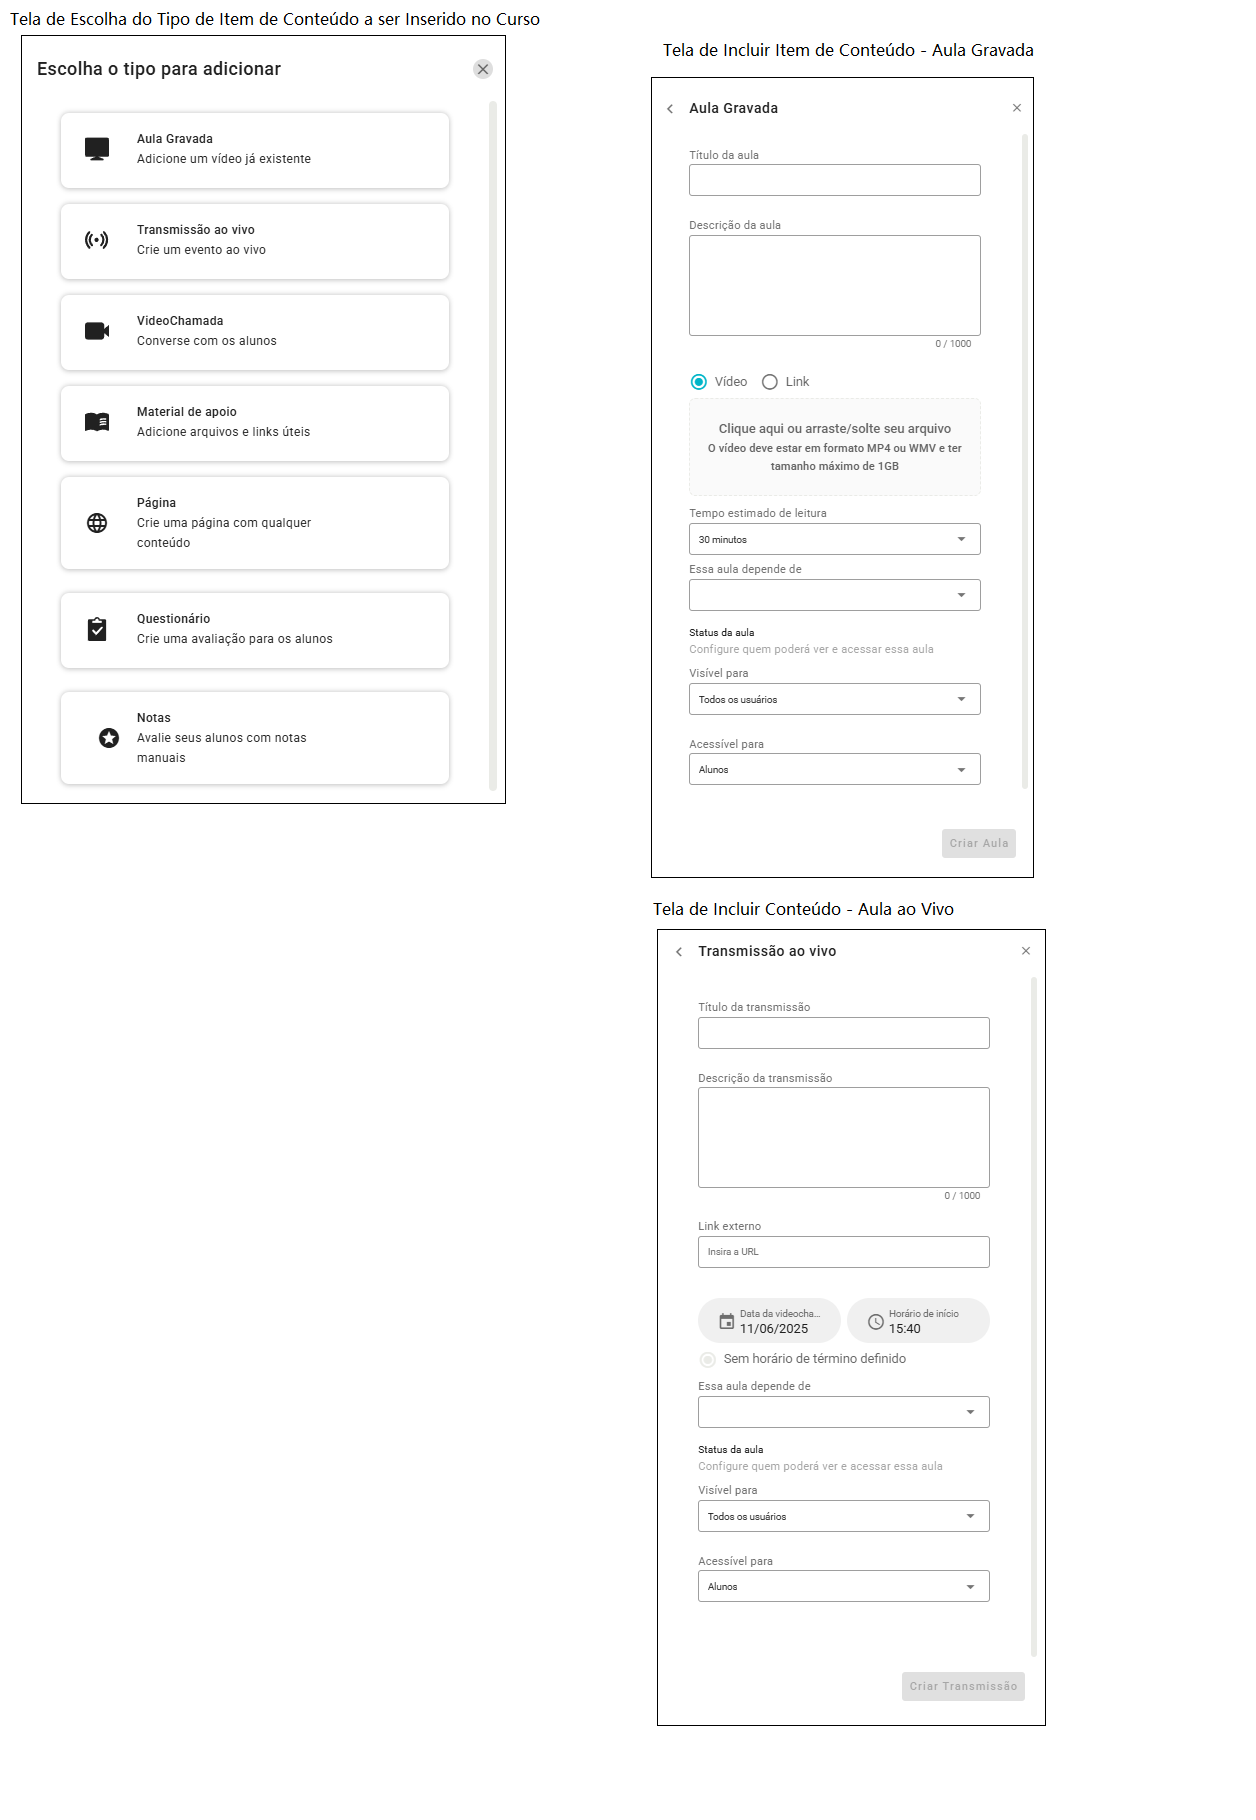 Tela de Escolha do Tipo de Item de Conteúdo a ser Inserido no Curso
Escolha o tipo para adicionar
Aula Gravada
Adicione um vídeo já existente
Transmissão ao vivo
Crie um evento ao vivo
VideoChamada
Converse com os alunos
Material de apoio
Adicione arquivos e links úteis
Página
Crie uma página com qualquer
conteúdo
Questionário
Crie uma avaliação para os alunos
Notas
Avalie seus alunos com notas
manuais
Tela de Incluir Item de Conteúdo - Aula Gravada
Aula Gravada
Título da aula
Descrição da aula
0 / 1000
Vídeo Link
Clique aqui ou arraste/solte seu arquivo
O vídeo deve estar em formato MP4 ou WMV e ter
tamanho máximo de 1GB
Tempo estimado de leitura
30 minutos
Essa aula depende de
Status da aula
Configure quem poderá ver e acessar essa aula
Visível para
Todos os usuários
Acessível para
Alunos
Criar Aula
Tela de Incluir Conteúdo - Aula ao Vivo
Transmissão ao vivo
Título da transmissão
Descrição da transmissão
0 / 1000
Link externo
Insira a URL
Data da videocha... Horário de início
11/06/2025 15:40
Sem horário de término definido
Essa aula depende de
Status da aula
Configure quem poderá ver e acessar essa aula
Visível para
Todos os usuários
Acessível para
Alunos
Criar Transmissão